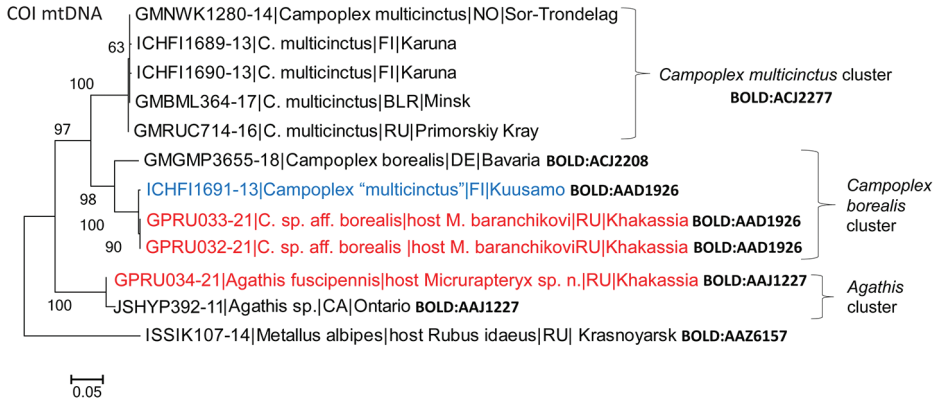 COI mtDNA
GMNWK1280-14|Campoplex multicinctus|NO|Sor-Trondelag
63
ICHFI1689-13|C. multicinctus|FI|Karuna
100
ICHFI1690-13|C. multicinctus|FI|Karuna
Campoplex multicinctus cluster
BOLD:ACJ2277
GMBML364-17|C. multicinctus|BLR|Minsk
97
GMRUC714-16|C. multicinctus|RU|Primorskiy Kray
GMGMP3655-18|Campoplex borealis|DE|Bavaria BOLD:ACJ2208
98
ICHFI1691-13|Campoplex “multicinctus”|FI|Kuusamo BOLD:AAD1926
Campoplex
borealis
cluster
100
GPRU033-21|C. sp. aff. borealis|host M. baranchikovi|RU|Khakassia BOLD:AAD1926
90
GPRU032-21|C. sp. aff. borealis |host M. baranchikoviRU|Khakassia BOLD:AAD1926
GPRU034-21|Agathis fuscipennis|host Micrurapteryx sp. n.|RU|Khakassia BOLD:AAJ1227
Agathis
cluster
100
JSHYP392-11|Agathis sp.|CA|Ontario BOLD:AAJ1227
ISSIK107-14|Metallus albipes|host Rubus idaeus|RU| Krasnoyarsk BOLD:AAZ6157
0.05